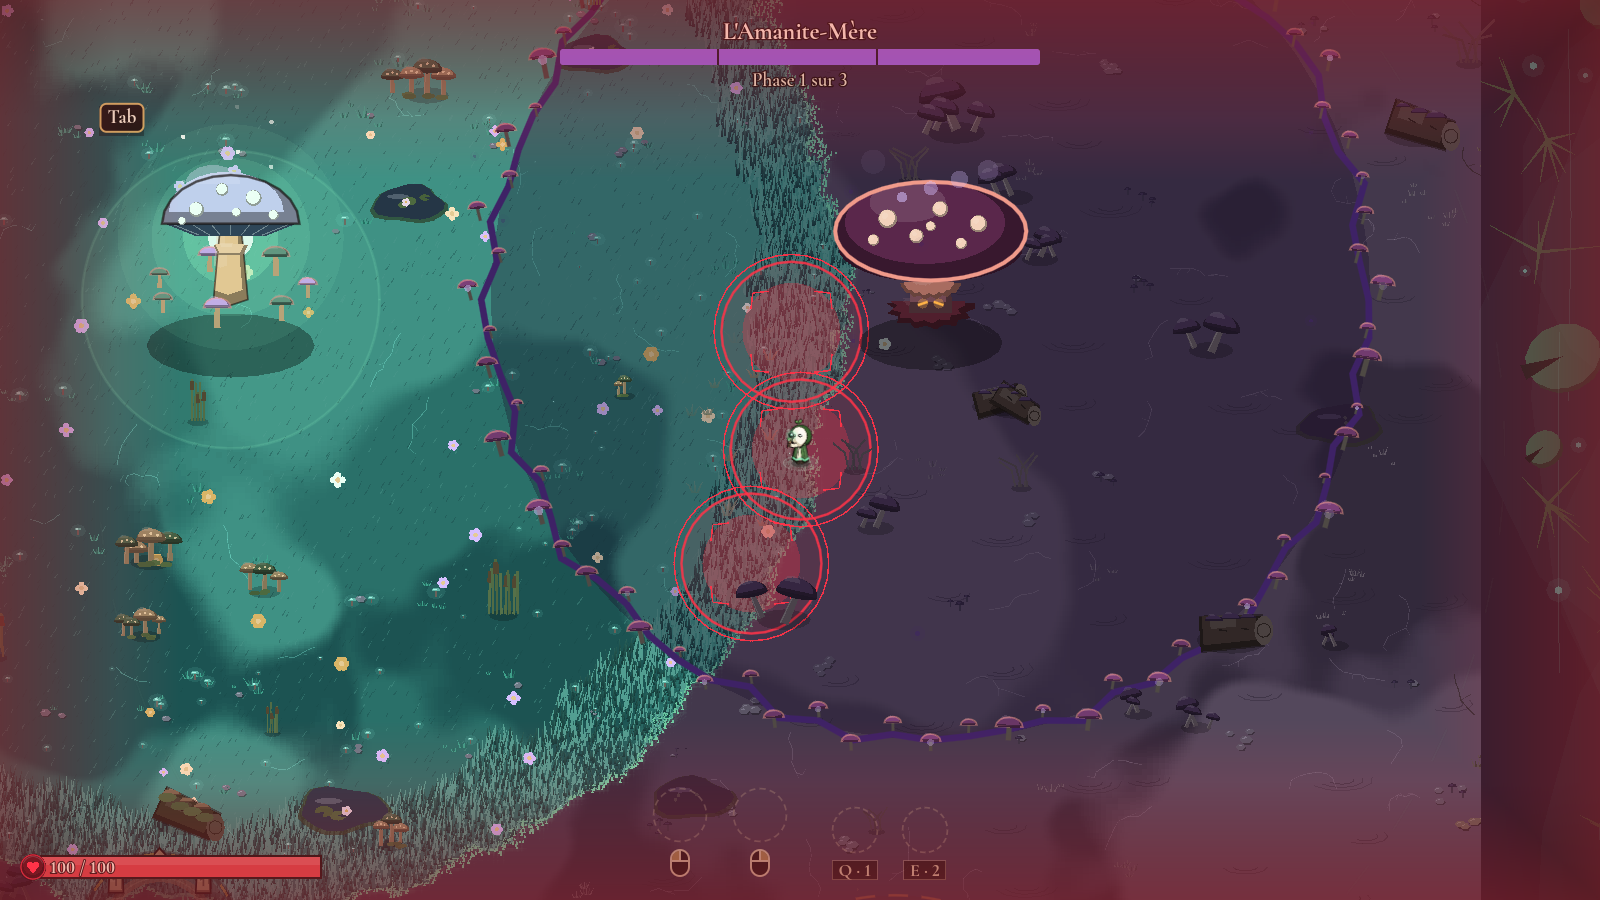 L'Amanite-Mère
Phase 1 sur 3
Tab
100 / 100
Q · 1
E · 2